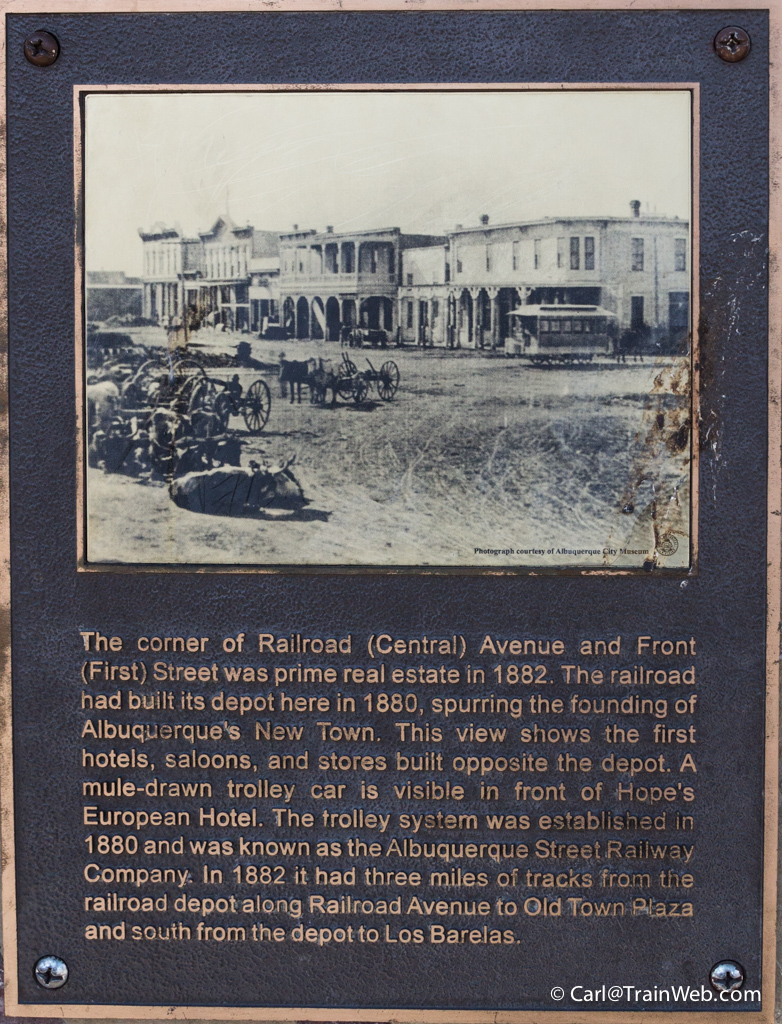 Photograph courtesy of Albuquerque City Museum
The corner of Railroad (Central) Avenue and Front
(First) Street was prime real estate in 1882. The railroad
had built its depot here in 1880, spurring the founding of
Albuquerque's New Town. This view shows the first
hotels, saloons, and stores built opposite the depot. A
mule-drawn trolley car is visible in front of Hope's
European Hotel. The trolley system was established in
1880 and was known as the Albuquerque Street Railway
Company. In 1882 it had three miles of tracks from the
railroad depot along Railroad Avenue to Old Town Plaza
and south from the depot to Los Barelas.
© Carl@TrainWeb.com